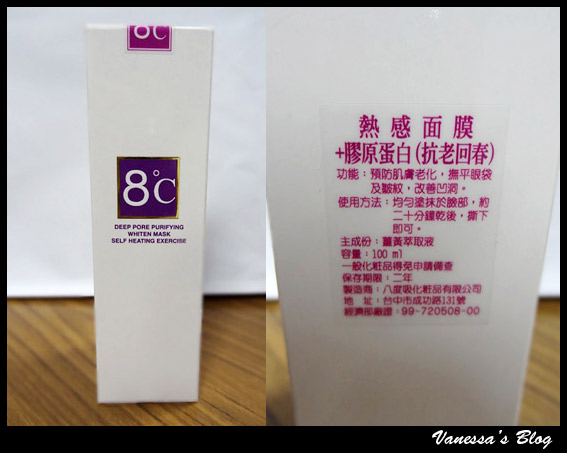 8°C
8°C
DEEP PORE PURIFYING
WHITEN MASK
SELF HEATING EXERCISE
熱感面膜
+膠原蛋白(抗老回春)
功能：預防肌膚老化，撫平眼袋
及皺紋，改善凹洞。
使用方法：均勻塗抹於臉部，約
二十分鐘乾後，撕下
即可。
主成份：薑黃萃取液
容量：100 ml
一般化粧品得免申請備查
保存期限：二年
製造商：八度吸化粧品有限公司
地 址：台中市成功路131號
經濟部廠證：99-720508-00
Vanessa's Blog